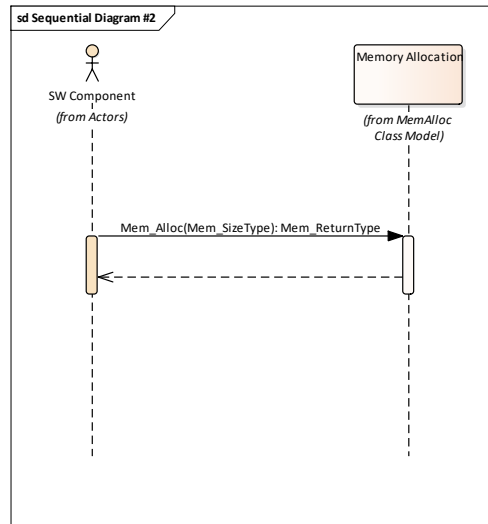 sd Sequential Diagram #2
SW Component
(from Actors)
Memory Allocation
(from MemAlloc
Class Model)
Mem_Alloc(Mem_SizeType): Mem_ReturnType